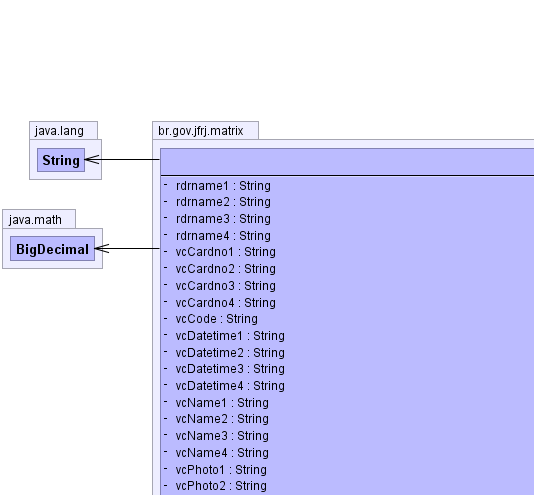 java.lang
String
java.math
BigDecimal
br.gov.jfrj.matrix
- rdrname1 : String
- rdrname2 : String
- rdrname3 : String
- rdrname4 : String
- vcCardno1 : String
- vcCardno2 : String
- vcCardno3 : String
- vcCardno4 : String
- vcCode : String
- vcDatetime1 : String
- vcDatetime2 : String
- vcDatetime3 : String
- vcDatetime4 : String
- vcName1 : String
- vcName2 : String
- vcName3 : String
- vcName4 : String
- vcPhoto1 : String
- vcPhoto2 : String